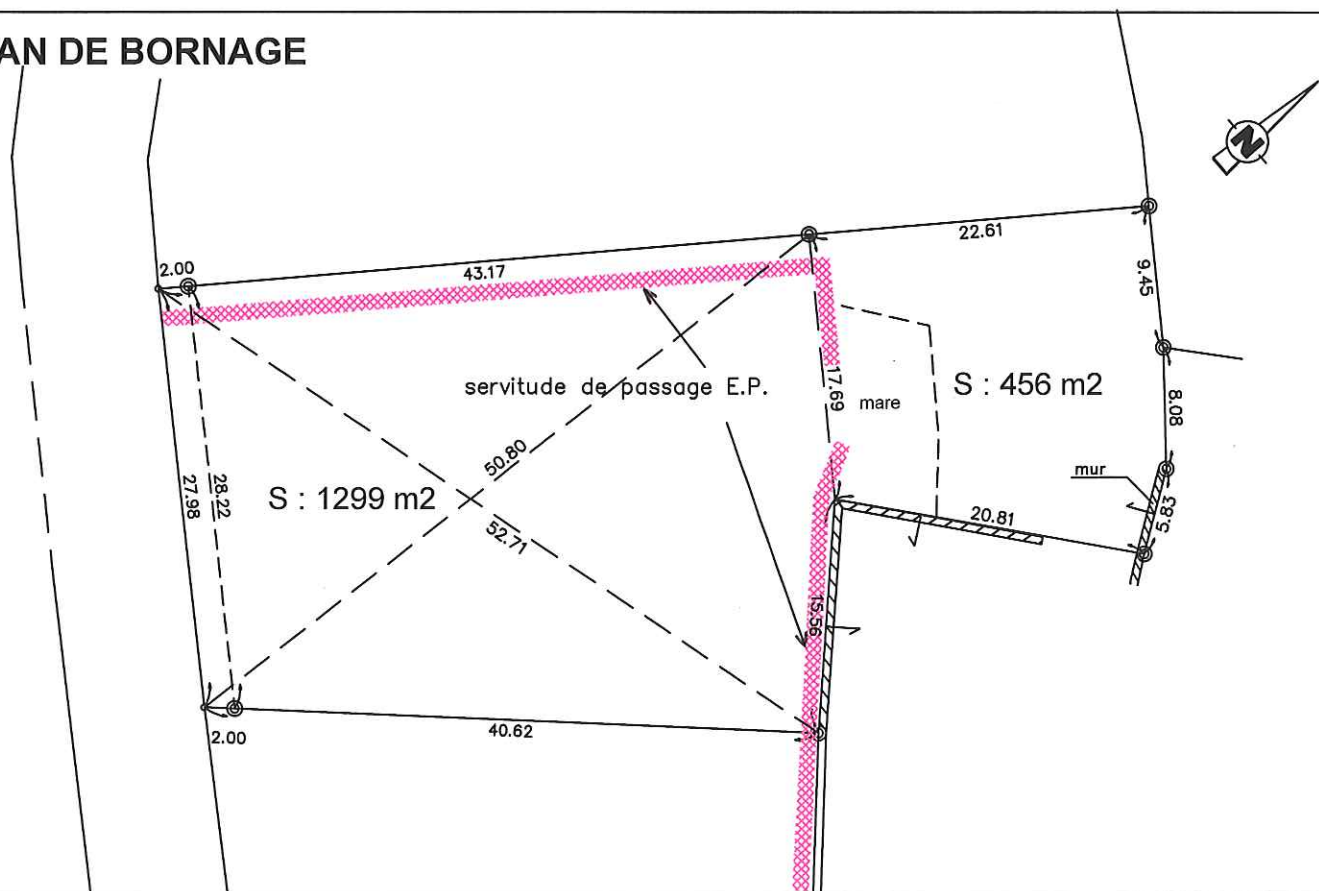 AN DE BORNAGE
N
22.61
2.00
43.17
9.45
servitude de passage E.P.
17.69
mare
S : 456 m2
8.08
50.80
mur
27.98
28.22
S : 1299 m2
52.71
20.81
5.83
15.56
2.00
40.62